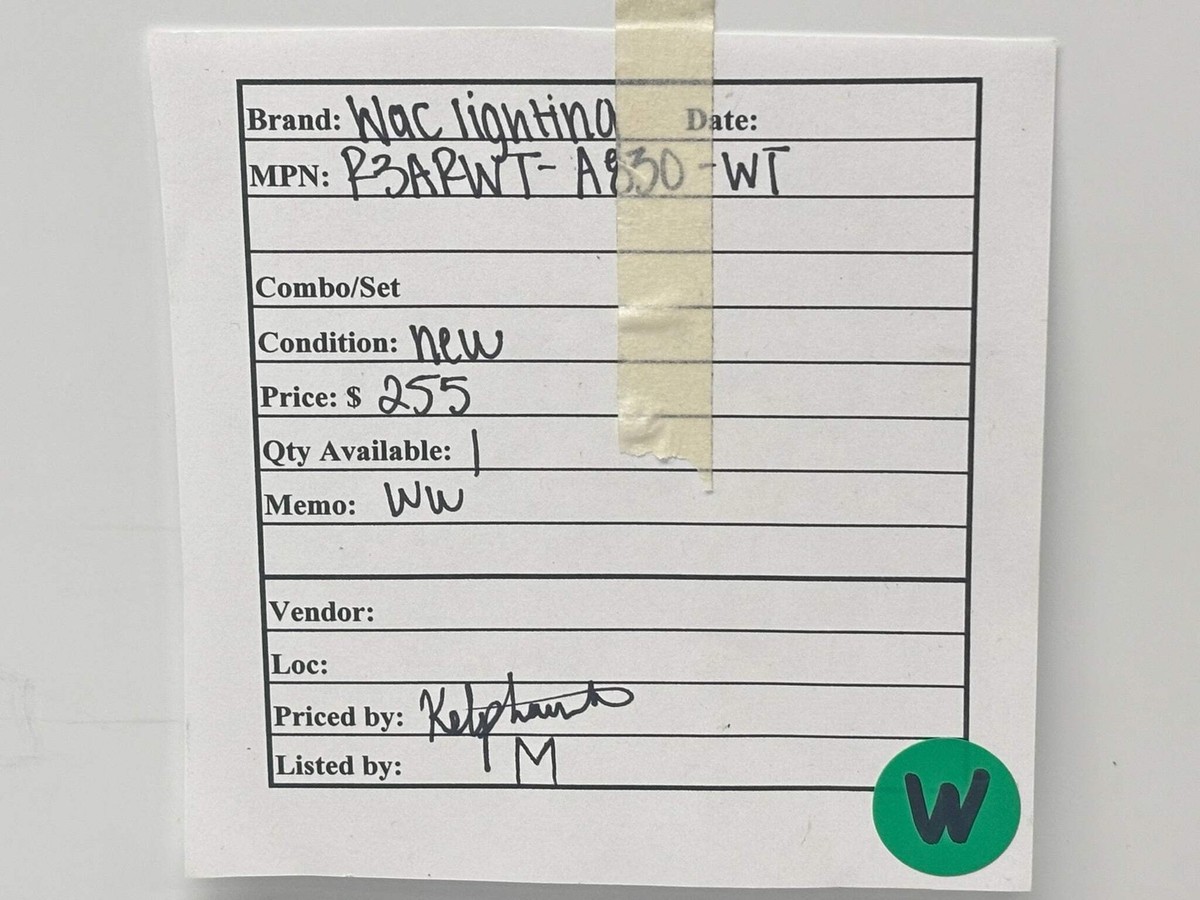 Brand: Wac lighting Date:
MPN: R3ARWT-A830-WT
Combo/Set
Condition: new
Price: $ 255
Qty Available: 1
Memo: WW
Vendor:
Loc:
Priced by:
Listed by: M
W